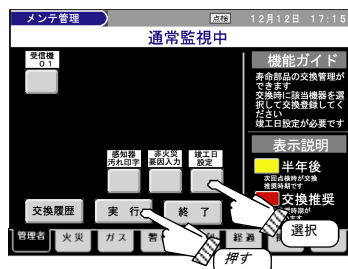 メンテ管理
点検
12月12日 17:15
通常監視中
受信機
01
機能ガイド
寿命部品の交換管理が
できます
交換時に該当機器を選
択して交換登録してく
ださい
竣工日設定が必要です
表示説明
半年後
次回点検時が交換
推奨時期です
交換推奨
感知器
汚れ印字
非火災
要因入力
竣工日
設定
交換履歴
実 行
終 了
選択
押す
管理者
火災
ガス
経過